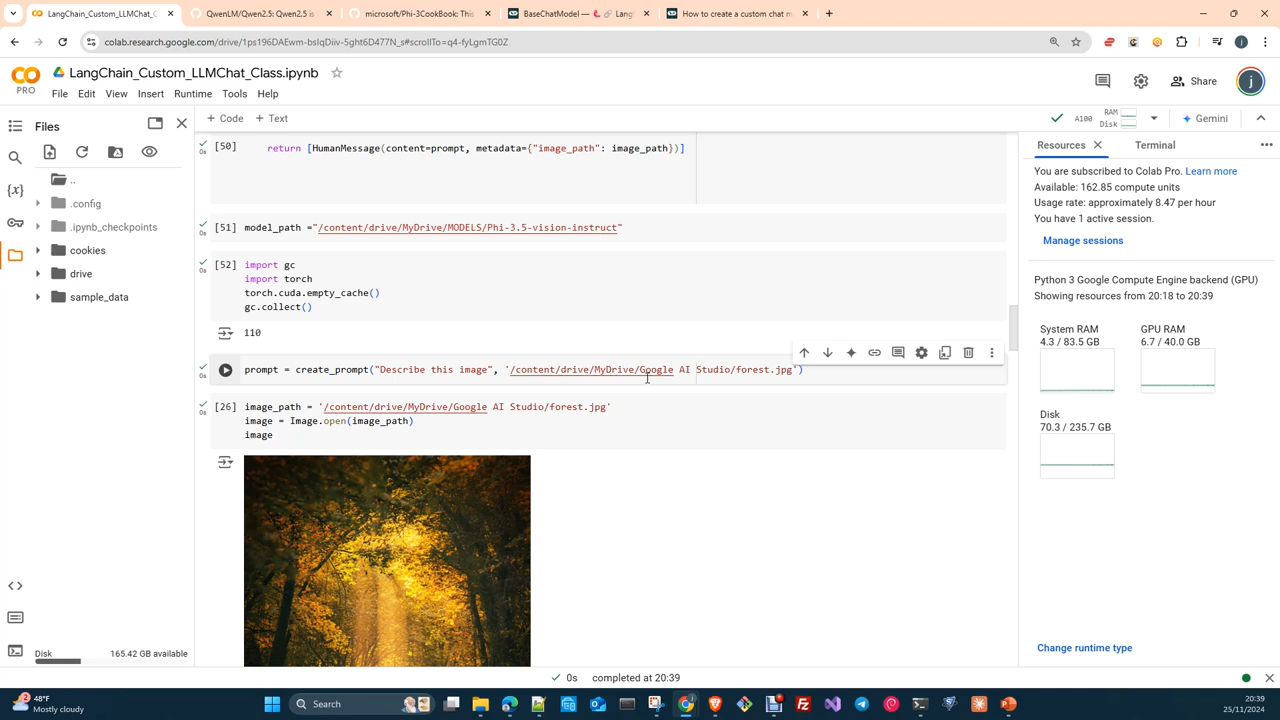 LangChain_Custom_LLMChat_C
QwenLM/Qwen2.5: Qwen2.5 is
microsoft/Phi-3CookBook: This
BaseChatModel — 🦜🔗 Lang
How to create a custom chat m
colab.research.google.com/drive/1ps196DAEwm-bsIqDiiv-5ght6D477N_s#scrollTo=q4-fyLgmTG0Z
PRO
LangChain_Custom_LLMChat_Class.ipynb
File Edit View Insert Runtime Tools Help
Share
j
Files
+ Code + Text
A100 RAM Disk
Gemini
..
.config
.ipynb_checkpoints
cookies
drive
sample_data
Disk 165.42 GB available
[50] return [HumanMessage(content=prompt, metadata={"image_path": image_path})]
0s
[51] model_path ="/content/drive/MyDrive/MODELS/Phi-3.5-vision-instruct"
0s
[52] import gc
0s
import torch
torch.cuda.empty_cache()
gc.collect()
110
prompt = create_prompt("Describe this image", '/content/drive/MyDrive/Google AI Studio/forest.jpg')
0s
[26] image_path = '/content/drive/MyDrive/Google AI Studio/forest.jpg'
0s
image = Image.open(image_path)
image
Resources Terminal
You are subscribed to Colab Pro. Learn more
Available: 162.85 compute units
Usage rate: approximately 8.47 per hour
You have 1 active session.
Manage sessions
Python 3 Google Compute Engine backend (GPU)
Showing resources from 20:18 to 20:39
System RAM
4.3 / 83.5 GB
GPU RAM
6.7 / 40.0 GB
Disk
70.3 / 235.7 GB
Change runtime type
0s completed at 20:39
2
48°F
Mostly cloudy
Search
20:39
25/11/2024